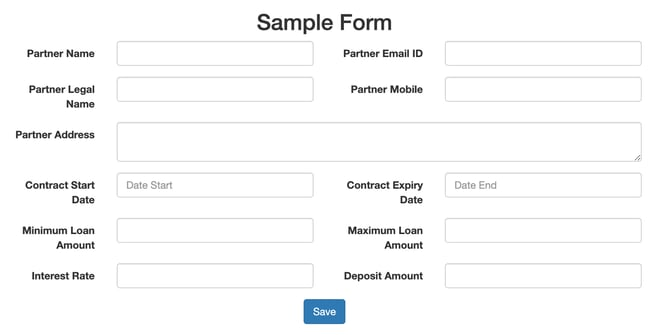 Sample Form
Partner Name
Partner Email ID
Partner Legal
Name
Partner Mobile
Partner Address
Contract Start
Date
Date Start
Contract Expiry
Date
Date End
Minimum Loan
Amount
Maximum Loan
Amount
Interest Rate
Deposit Amount
Save